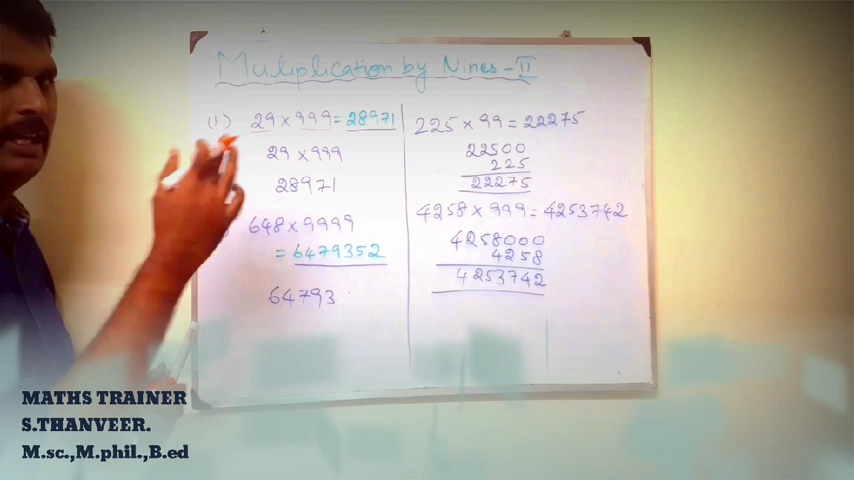 Muliplication by Nines - II
(1) 29 × 999 = 28971
29 × 999
28971
648 × 9999
= 6479352
64793
225 × 99 = 22275
22500
225
22275
4258 × 999 = 4253742
4258000
4258
4253742
MATHS TRAINER
S.THANVEER.
M.sc.,M.phil.,B.ed